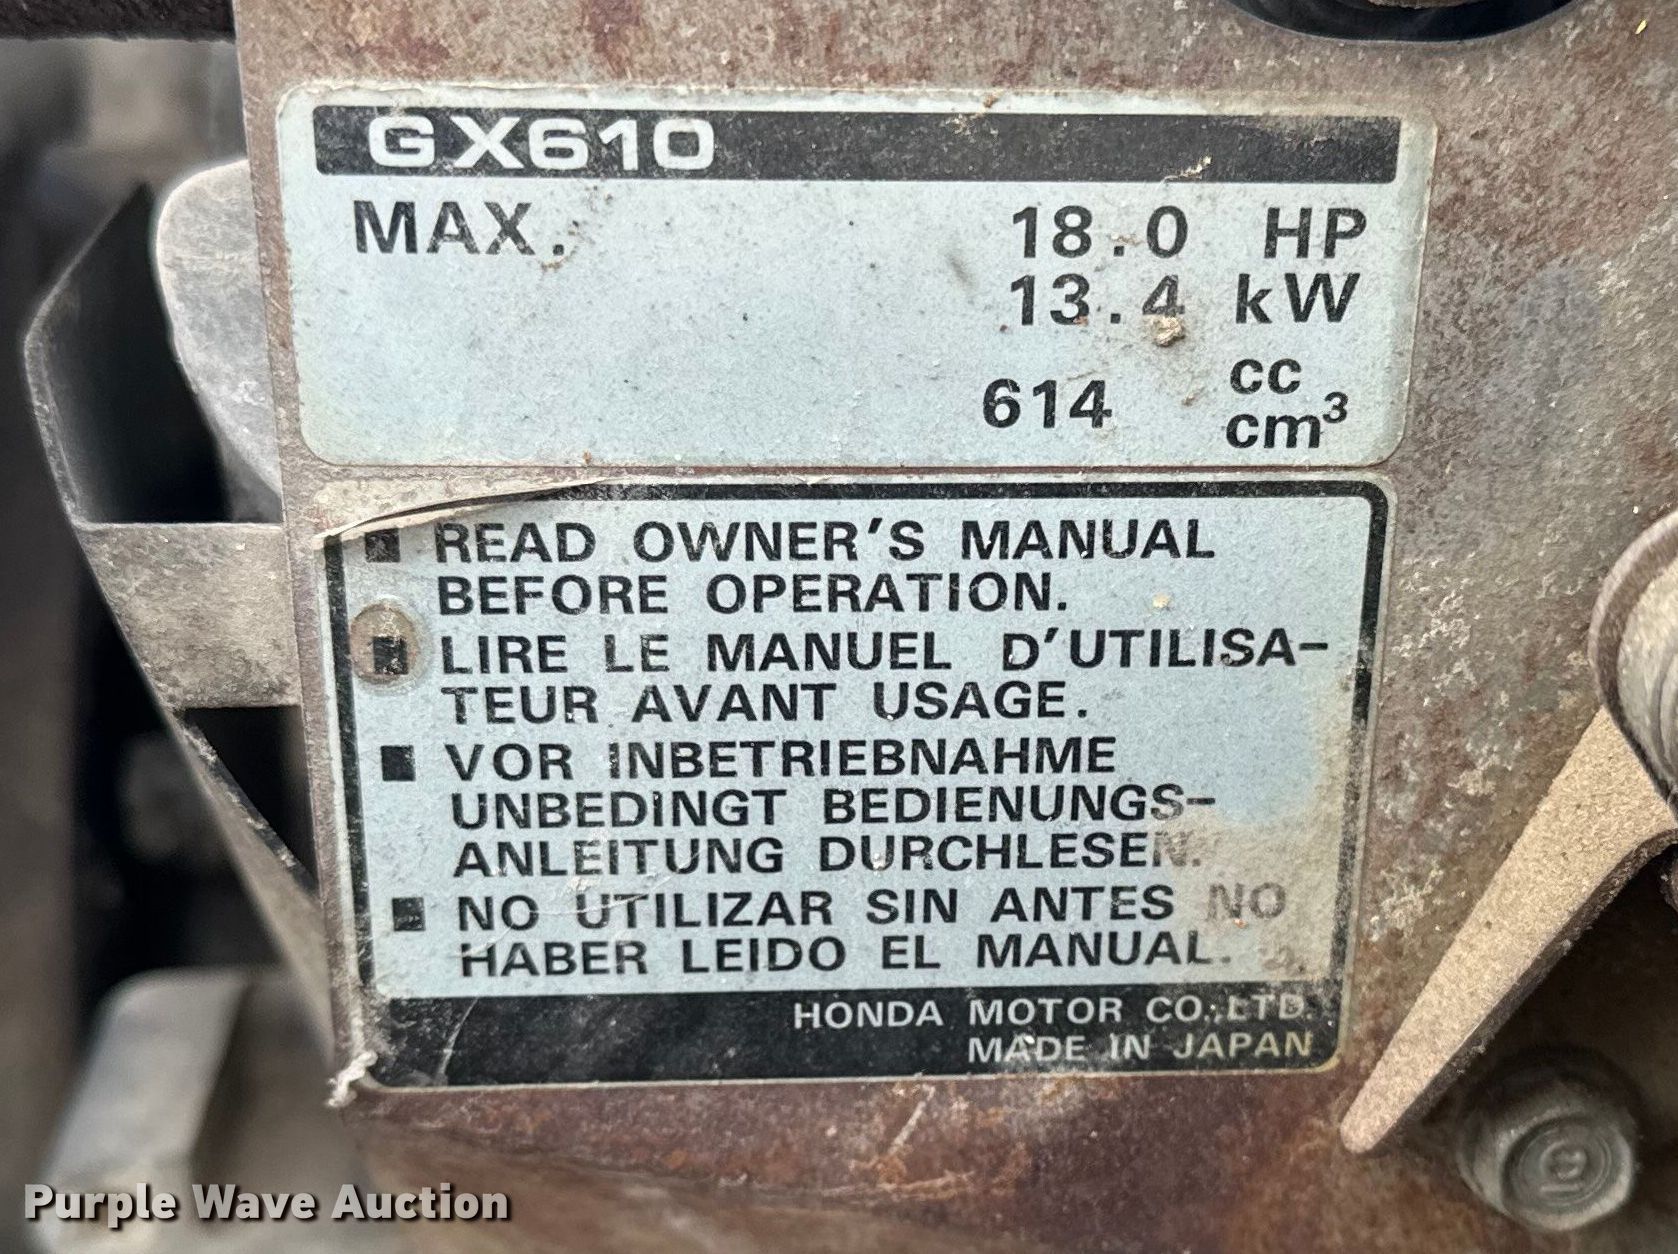 GX610
MAX. 18.0 HP
13.4 kW
614 cc
cm³
■ READ OWNER'S MANUAL
BEFORE OPERATION.
■ LIRE LE MANUEL D'UTILISA-
TEUR AVANT USAGE.
■ VOR INBETRIEBNAHME
UNBEDINGT BEDIENUNGS-
ANLEITUNG DURCHLESEN.
■ NO UTILIZAR SIN ANTES NO
HABER LEIDO EL MANUAL.
HONDA MOTOR CO.,LTD.
MADE IN JAPAN
Purple Wave Auction